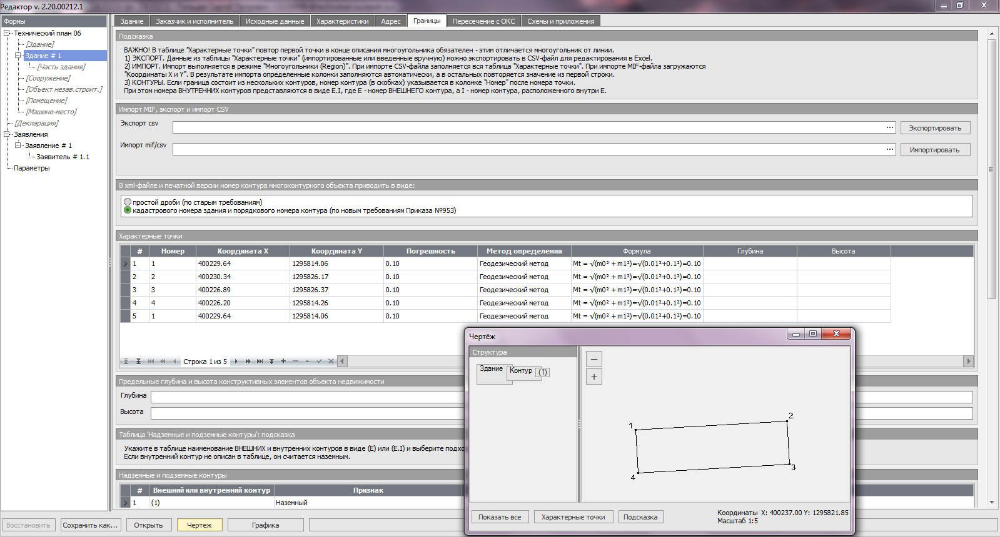 Редактор v. 2.20.00212.1
Формы
Технический план 06
[Здание]
Здание # 1
[Часть здания]
[Сооружение]
[Объект незав.строит.]
[Помещение]
[Машино-место]
[Декларация]
Заявления
Заявление # 1
Заявитель # 1.1
Параметры
Здание Заказчик и исполнитель Исходные данные Характеристики Адрес Границы Пересечение с ОКС Схемы и приложения
Подсказка
ВАЖНО! В таблице "Характерные точки" повтор первой точки в конце описания многоугольника обязателен - этим отличается многоугольник от линии.
1) ЭКСПОРТ. Данные из таблицы "Характерные точки" (импортированные или введенные вручную) можно экспортировать в CSV-файл для редактирования в Excel.
2) ИМПОРТ. Импорт выполняется в режиме "Многоугольники (Region)". При импорте CSV-файла заполняется вся таблица "Характерные точки". При импорте MIF-файла загружаются
"Координаты X и Y". В результате импорта определенные колонки заполняются автоматически, а в остальных повторяется значение из первой строки.
3) КОНТУРЫ. Если граница состоит из нескольких контуров, номер контура (в скобках) указывается в колонке "Номер" после номера точки.
При этом номера ВНУТРЕННИХ контуров представляются в виде E.I, где E - номер ВНЕШНЕГО контура, а I - номер контура, расположенного внутри E.
Импорт MIF, экспорт и импорт CSV
Экспорт csv ... Экспортировать
Импорт mif/csv ... Импортировать
В xml-файле и печатной версии номер контура многоконтурного объекта приводить в виде:
простой дроби (по старым требованиям)
кадастрового номера здания и порядкового номера контура (по новым требованиям Приказа №953)
Характерные точки
# Номер Координата X Координата Y Погрешность Метод определения Формула Глубина Высота
1 1 400229.64 1295814.06 0.10 Геодезический метод Mt = √(m0² + m1²)=√(0.01²+0.1²)=0.10
2 2 400230.34 1295826.17 0.10 Геодезический метод Mt = √(m0² + m1²)=√(0.01²+0.1²)=0.10
3 3 400226.89 1295826.37 0.10 Геодезический метод Mt = √(m0² + m1²)=√(0.01²+0.1²)=0.10
4 4 400226.20 1295814.26 0.10 Геодезический метод Mt = √(m0² + m1²)=√(0.01²+0.1²)=0.10
5 1 400229.64 1295814.06 0.10 Геодезический метод Mt = √(m0² + m1²)=√(0.01²+0.1²)=0.10
Строка 1 из 5
Предельные глубина и высота конструктивных элементов объекта недвижимости
Глубина
Высота
Таблица 'Надземные и подземные контуры': подсказка
Укажите в таблице наименование ВНЕШНИХ и внутренних контуров в виде (E) или (E.I) и выберите подхо
Если внутренний контур не описан в таблице, он считается наземным.
Надземные и подземные контуры
# Внешний или внутренний контур Признак
1 (1) Наземный
Чертёж
Структура
Здание Контур (1)
−
+
1
2
3
4
Показать все Характерные точки Подсказка
Координаты X: 400237.00 Y: 1295821.85
Масштаб 1:5
Восстановить Сохранить как... Открыть Чертеж Графика